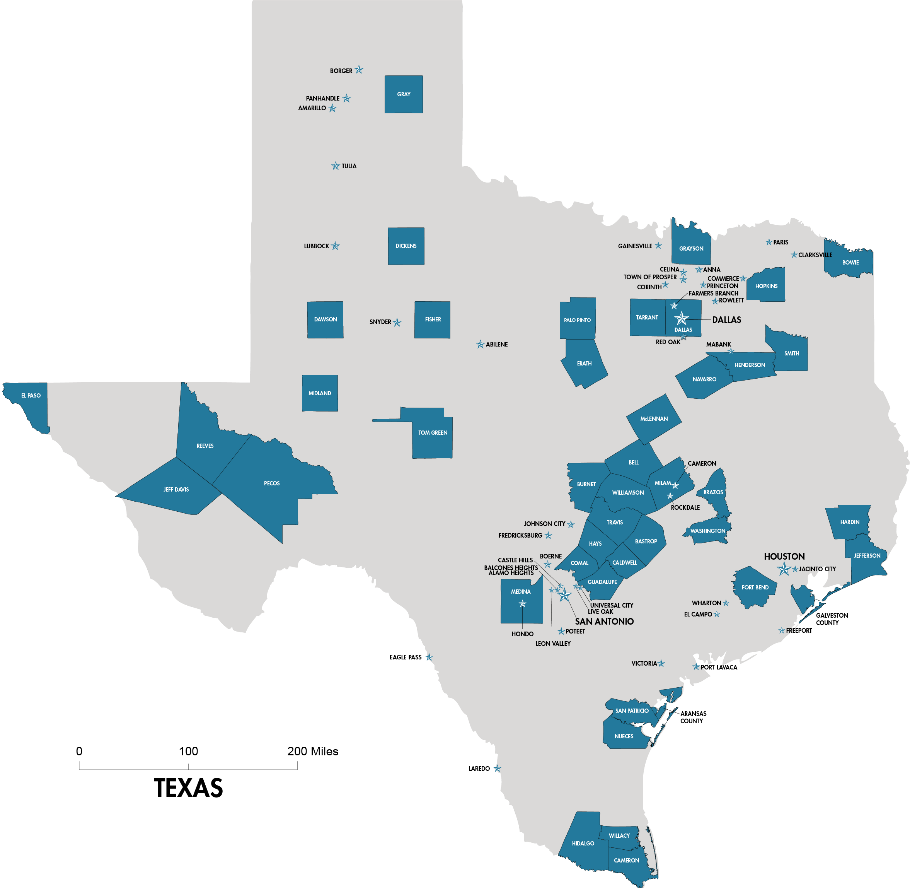 BORGER
PANHANDLE
AMARILLO
GRAY
TULIA
LUBBOCK
DICKENS
GAINESVILLE
GRAYSON
PARIS
CLARKSVILLE
BOWIE
CELINA
ANNA
TOWN OF PROSPER
COMMERCE
CORINTH
PRINCETON
HOPKINS
FARMERS BRANCH
ROWLETT
DAWSON
SNYDER
FISHER
PALO PINTO
TARRANT
DALLAS
DALLAS
ABILENE
RED OAK
MABANK
SMITH
ERATH
HENDERSON
NAVARRO
EL PASO
MIDLAND
TOM GREEN
McLENNAN
REEVES
JEFF DAVIS
PECOS
BELL
CAMERON
BURNET
WILLIAMSON
MILAM
BRAZOS
ROCKDALE
JOHNSON CITY
TRAVIS
WASHINGTON
HARDIN
FREDRICKSBURG
HAYS
BASTROP
JEFFERSON
CASTLE HILLS
BOERNE
BALCONES HEIGHTS
COMAL
CALDWELL
HOUSTON
JACINTO CITY
ALAMO HEIGHTS
GUADALUPE
FORT BEND
MEDINA
UNIVERSAL CITY
LIVE OAK
WHARTON
EL CAMPO
GALVESTON
COUNTY
SAN ANTONIO
HONDO
POTEET
LEON VALLEY
FREEPORT
EAGLE PASS
VICTORIA
PORT LAVACA
SAN PATRICIO
ARANSAS
COUNTY
NUECES
0 100 200 Miles
TEXAS
LAREDO
HIDALGO
WILLACY
CAMERON